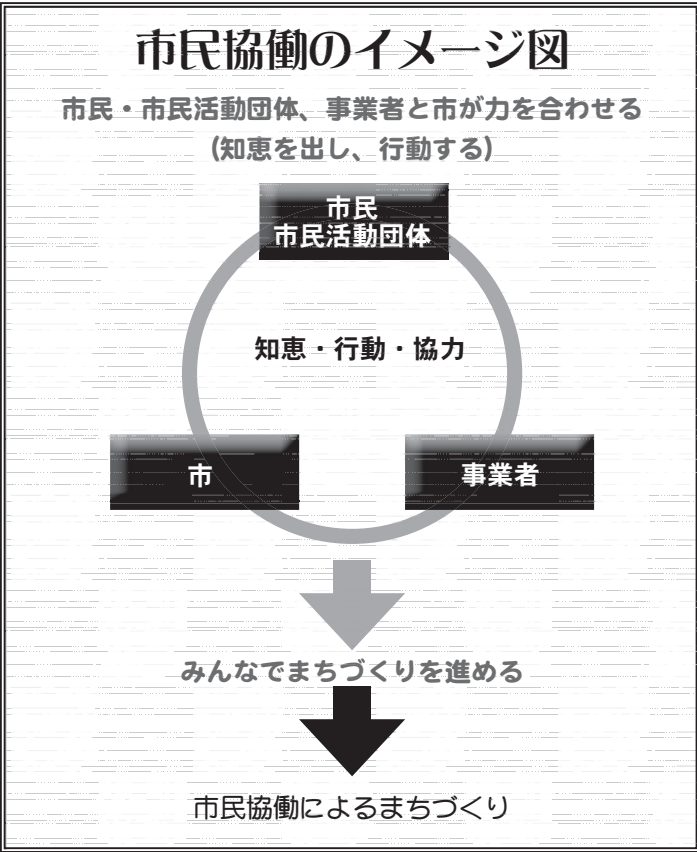 市民協働のイメージ図
市民・市民活動団体、事業者と市が力を合わせる
(知恵を出し、行動する)
市民
市民活動団体
知恵・行動・協力
市
事業者
みんなでまちづくりを進める
市民協働によるまちづくり